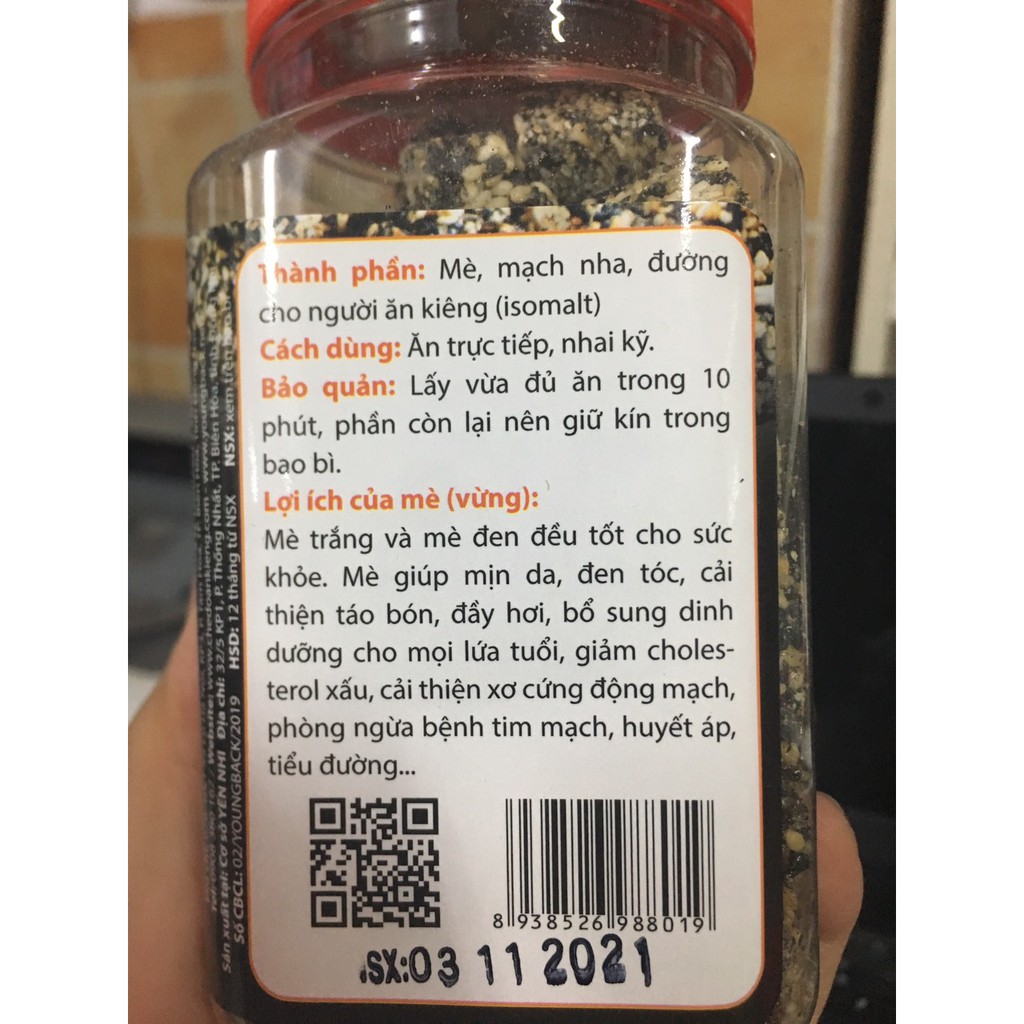 Thành phần: Mè, mạch nha, đường
cho người ăn kiêng (isomalt)
Cách dùng: Ăn trực tiếp, nhai kỹ.
Bảo quản: Lấy vừa đủ ăn trong 10
phút, phần còn lại nên giữ kín trong
bao bì.
Lợi ích của mè (vừng):
Mè trắng và mè đen đều tốt cho sức
khỏe. Mè giúp mịn da, đen tóc, cải
thiện táo bón, đầy hơi, bổ sung dinh
dưỡng cho mọi lứa tuổi, giảm choles-
terol xấu, cải thiện xơ cứng động mạch,
phòng ngừa bệnh tim mạch, huyết áp,
tiểu đường...
8 938526 988019
SX:03 11 2021
Sản xuất tại: Cơ sở YẾN NHI Địa chỉ: 32/5 KP1, P. Thống Nhất, TP. Biên Hòa,
Số CBCL: 02/YOUNGBACK/2019 HSD: 12 tháng từ NSX NSX: xem trên
Website: www.chedoankieng.com